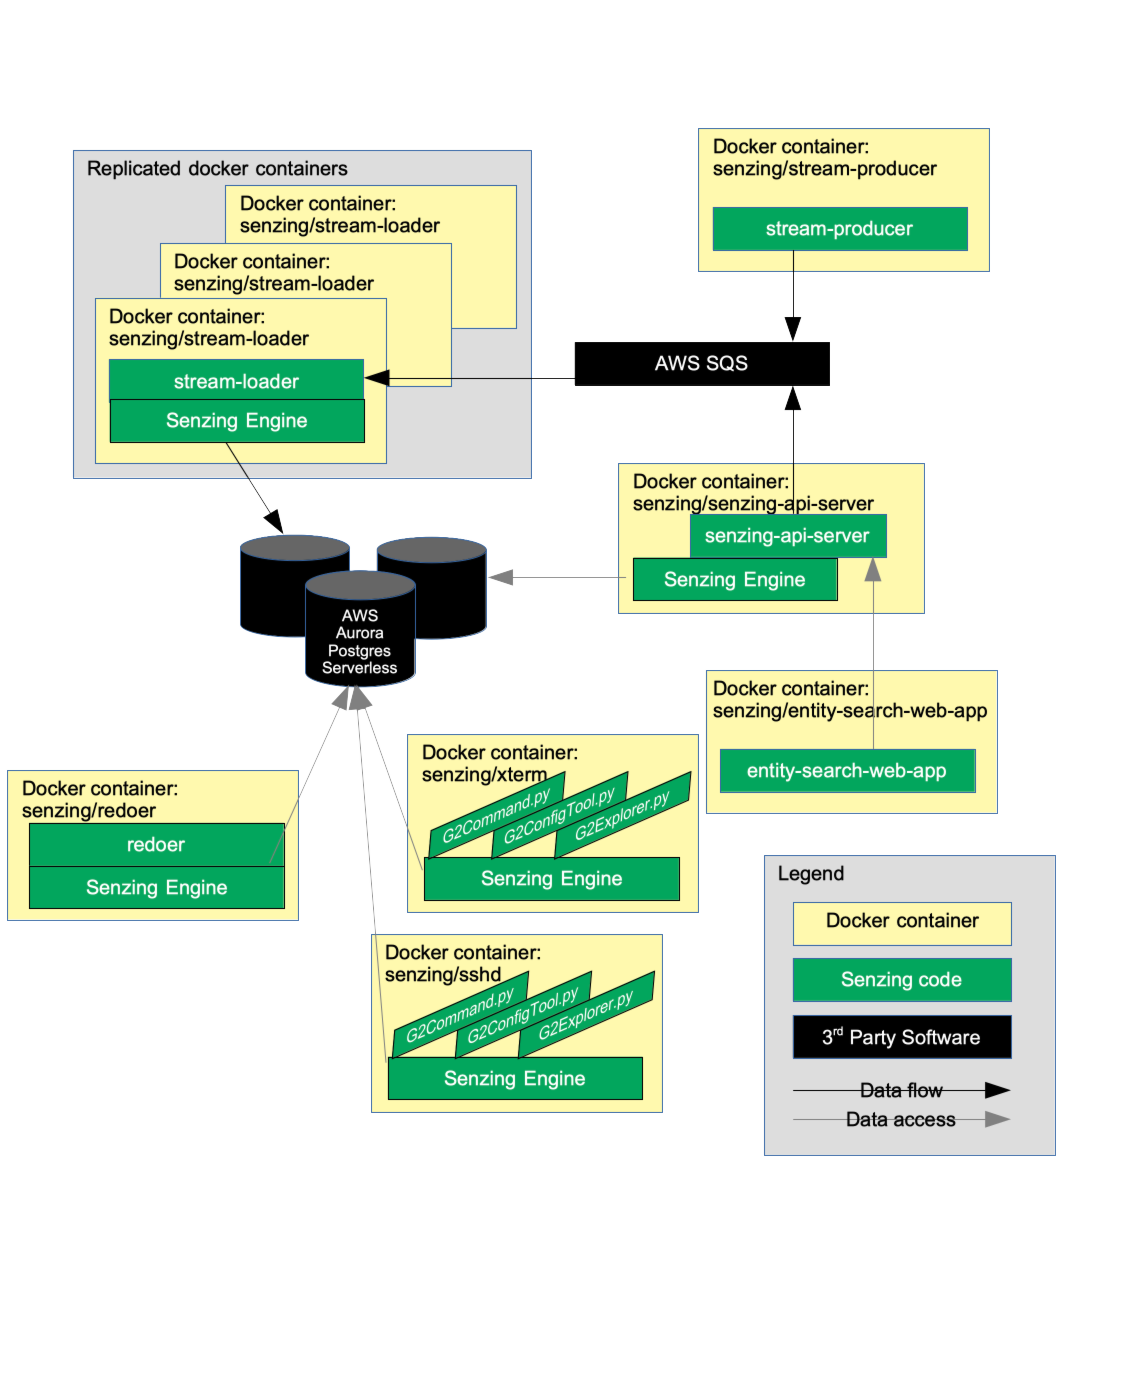 Docker container:
senzing/stream-producer
stream-producer
Replicated docker containers
Docker container:
senzing/stream-loader
Docker container:
senzing/stream-loader
Docker container:
senzing/stream-loader
stream-loader
Senzing Engine
AWS SQS
Docker container:
senzing/senzing-api-server
senzing-api-server
Senzing Engine
AWS
Aurora
Postgres
Serverless
Docker container:
senzing/entity-search-web-app
entity-search-web-app
Docker container:
senzing/redoer
redoer
Senzing Engine
Docker container:
senzing/xterm
G2Command.py
G2ConfigTool.py
G2Explorer.py
Senzing Engine
Docker container:
senzing/sshd
G2Command.py
G2ConfigTool.py
G2Explorer.py
Senzing Engine
Legend
Docker container
Senzing code
3rd Party Software
Data flow
Data access